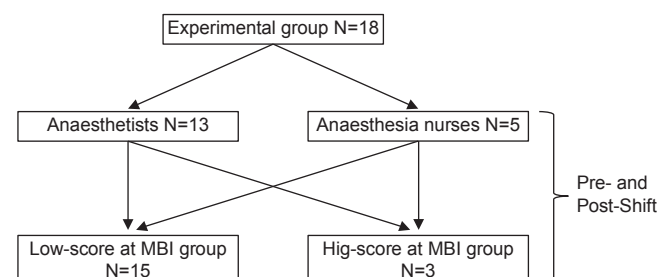 Experimental group N=18
Anaesthetists N=13
Anaesthesia nurses N=5
Pre- and
Post-Shift
Low-score at MBI group
N=15
Hig-score at MBI group
N=3